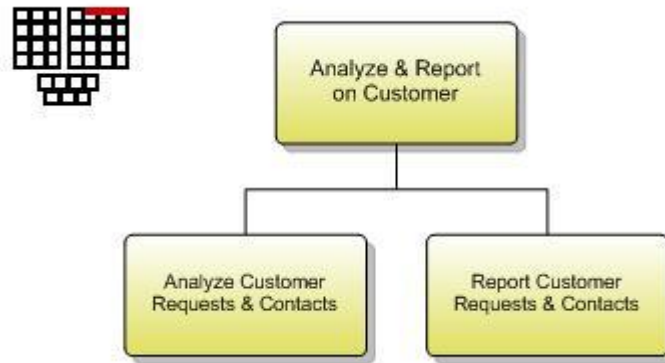 Analyze & Report
on Customer
Analyze Customer
Requests & Contacts
Report Customer
Requests & Contacts